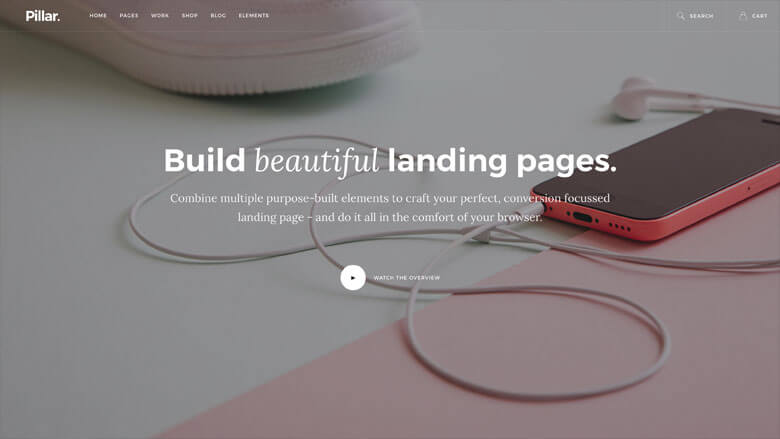 Pillar.
HOME PAGES WORK SHOP BLOG ELEMENTS
SEARCH CART
Build beautiful landing pages.
Combine multiple purpose-built elements to craft your perfect, conversion focussed
landing page – and do it all in the comfort of your browser.
WATCH THE OVERVIEW